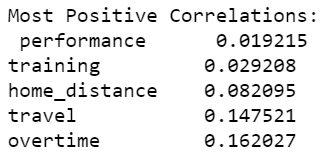 Most Positive Correlations:
performance 0.019215
training 0.029208
home_distance 0.082095
travel 0.147521
overtime 0.162027